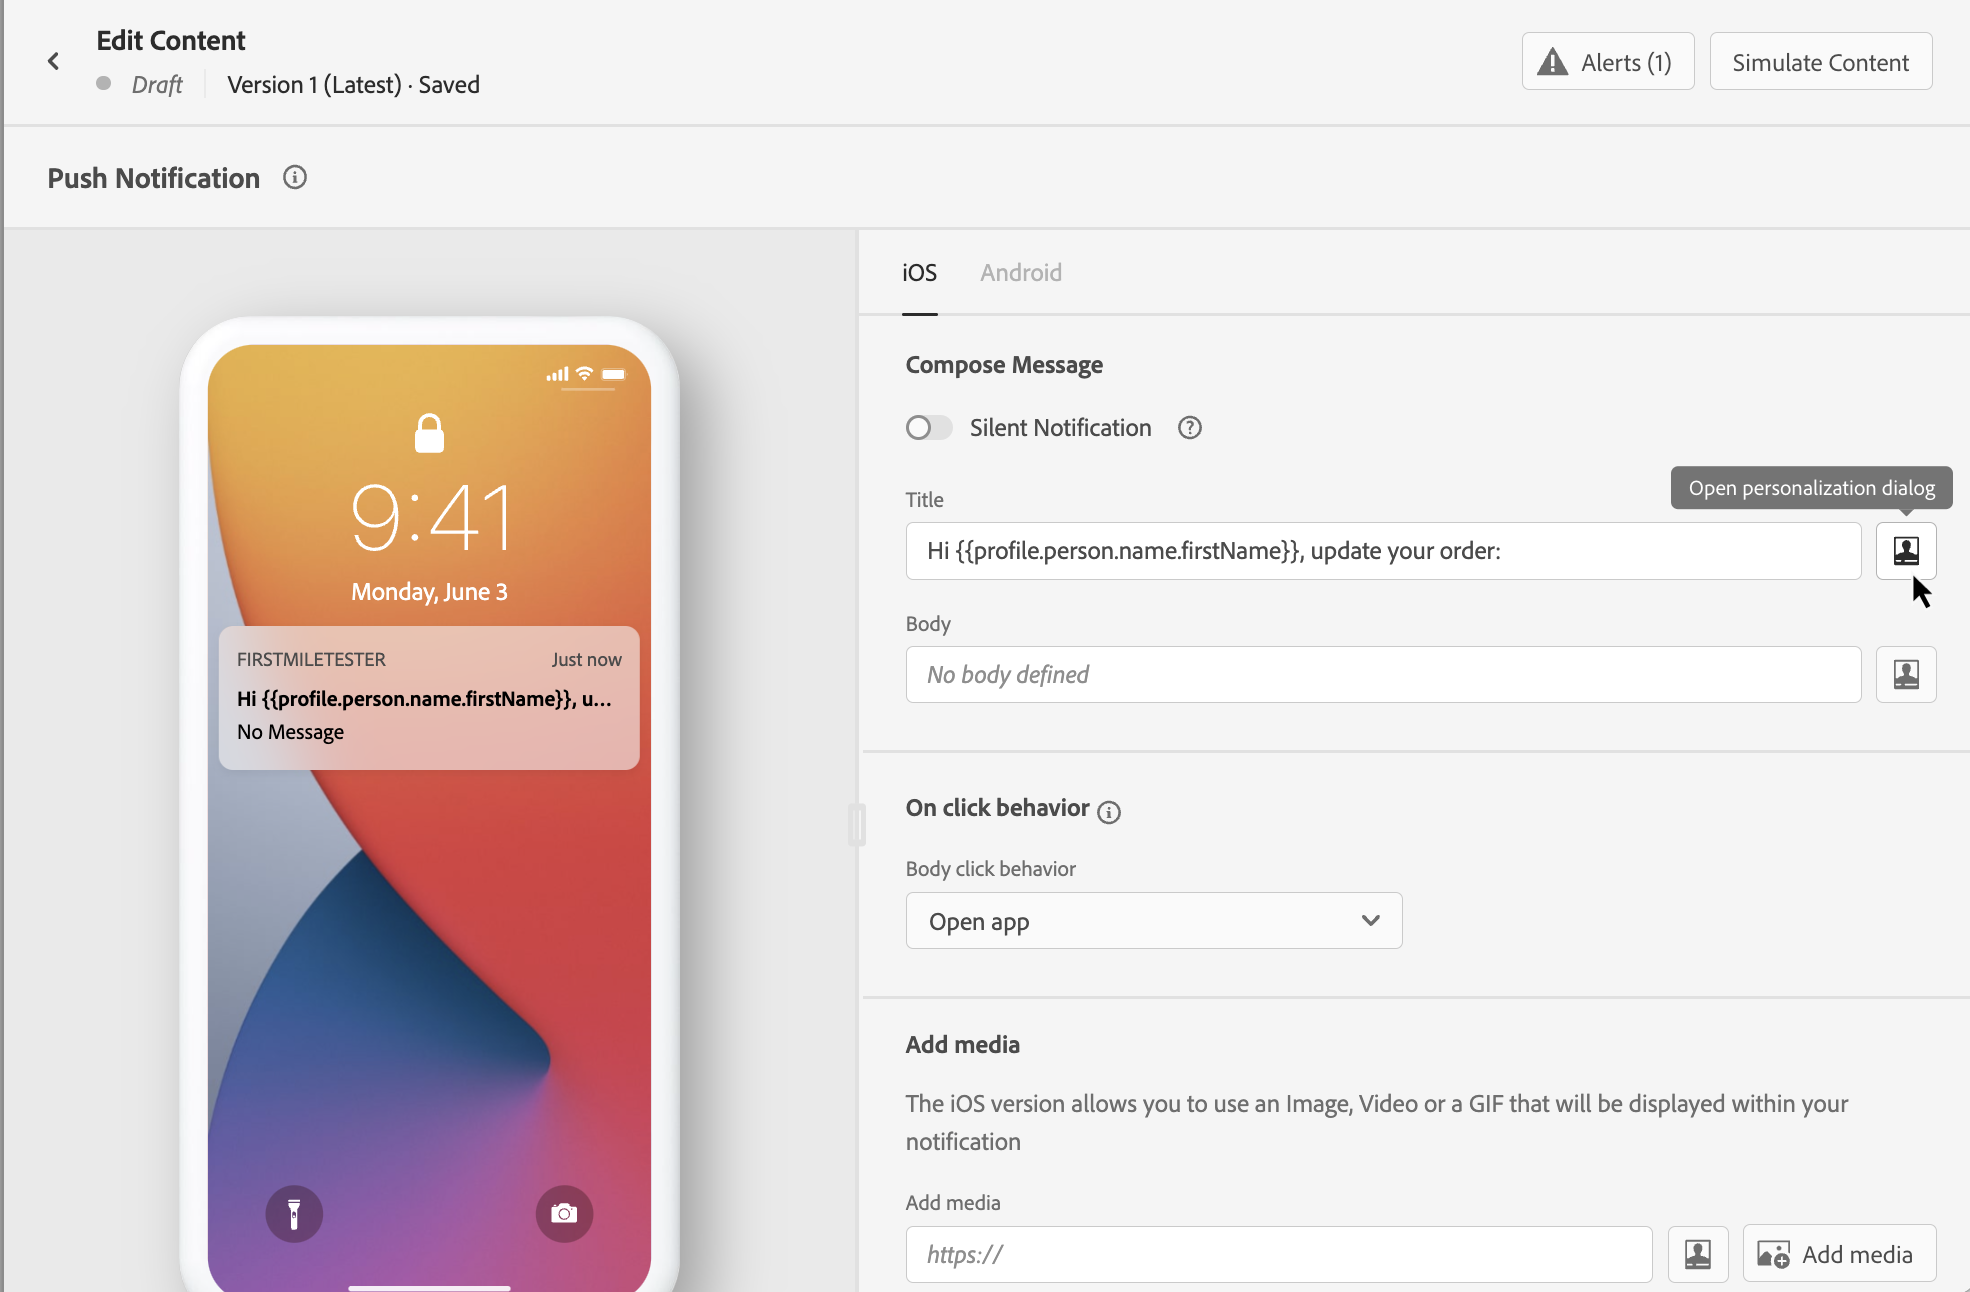 Edit Content
Draft
Version 1 (Latest) · Saved
Alerts (1)
Simulate Content
Push Notification
iOS
Android
Compose Message
Silent Notification
Open personalization dialog
Title
Hi {{profile.person.name.firstName}}, update your order:
Body
No body defined
On click behavior
Body click behavior
Open app
Add media
The iOS version allows you to use an Image, Video or a GIF that will be displayed within your
notification
Add media
https://
Add media
9:41
Monday, June 3
FIRSTMILETESTER
Just now
Hi {{profile.person.name.firstName}}, u...
No Message